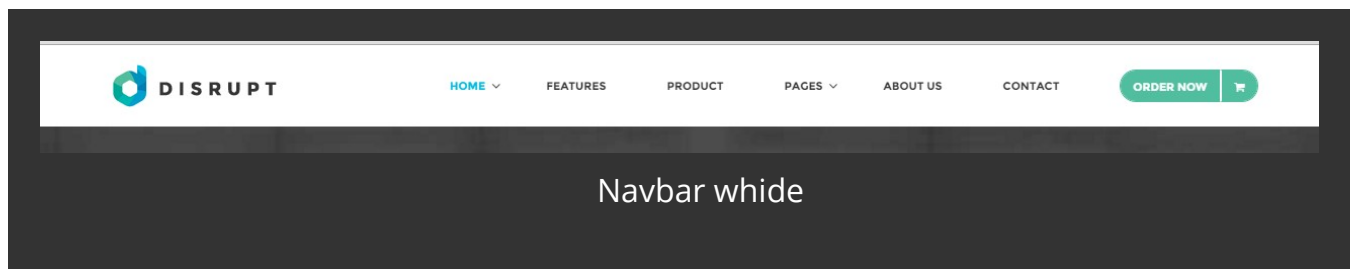 DISRUPT HOME FEATURES PRODUCT PAGES ABOUT US CONTACT ORDER NOW
Navbar whide